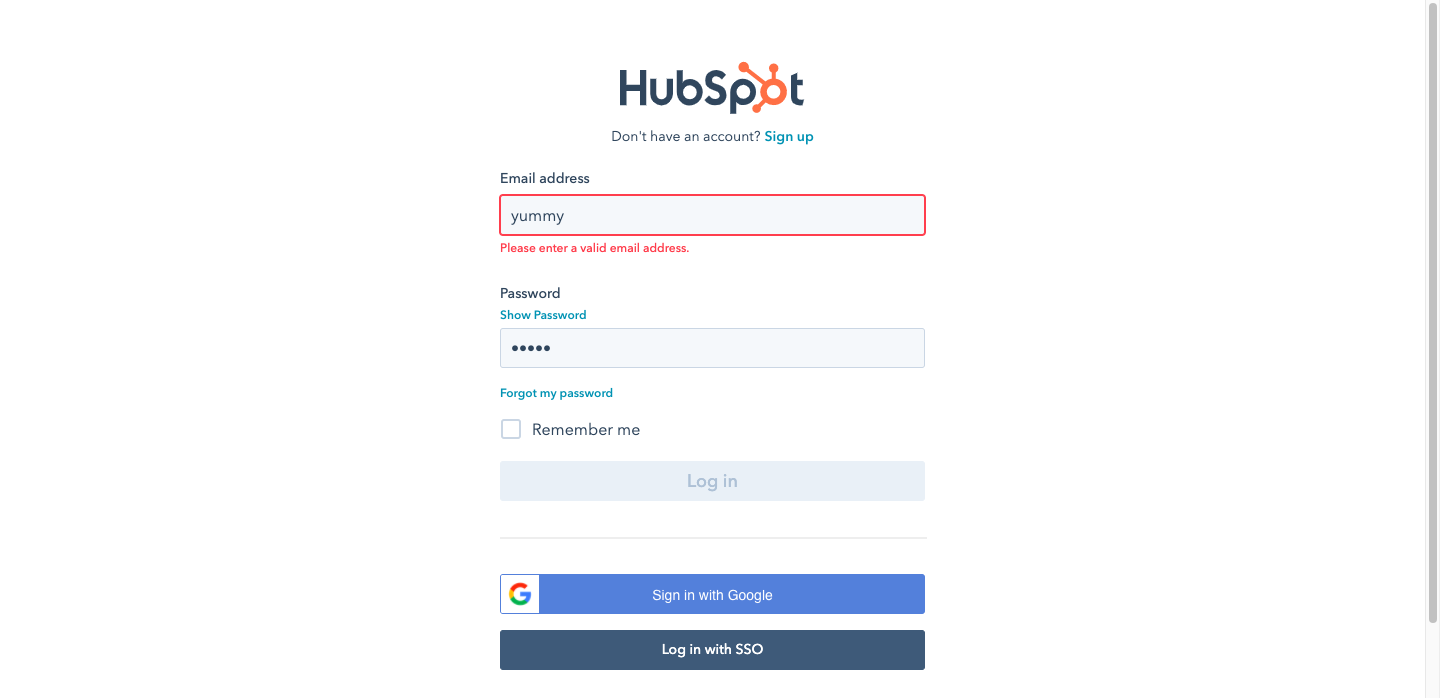 HubSpot
Don't have an account? Sign up
Email address
yummy
Please enter a valid email address.
Password
Show Password
•••••
Forgot my password
Remember me
Log in
Sign in with Google
Log in with SSO